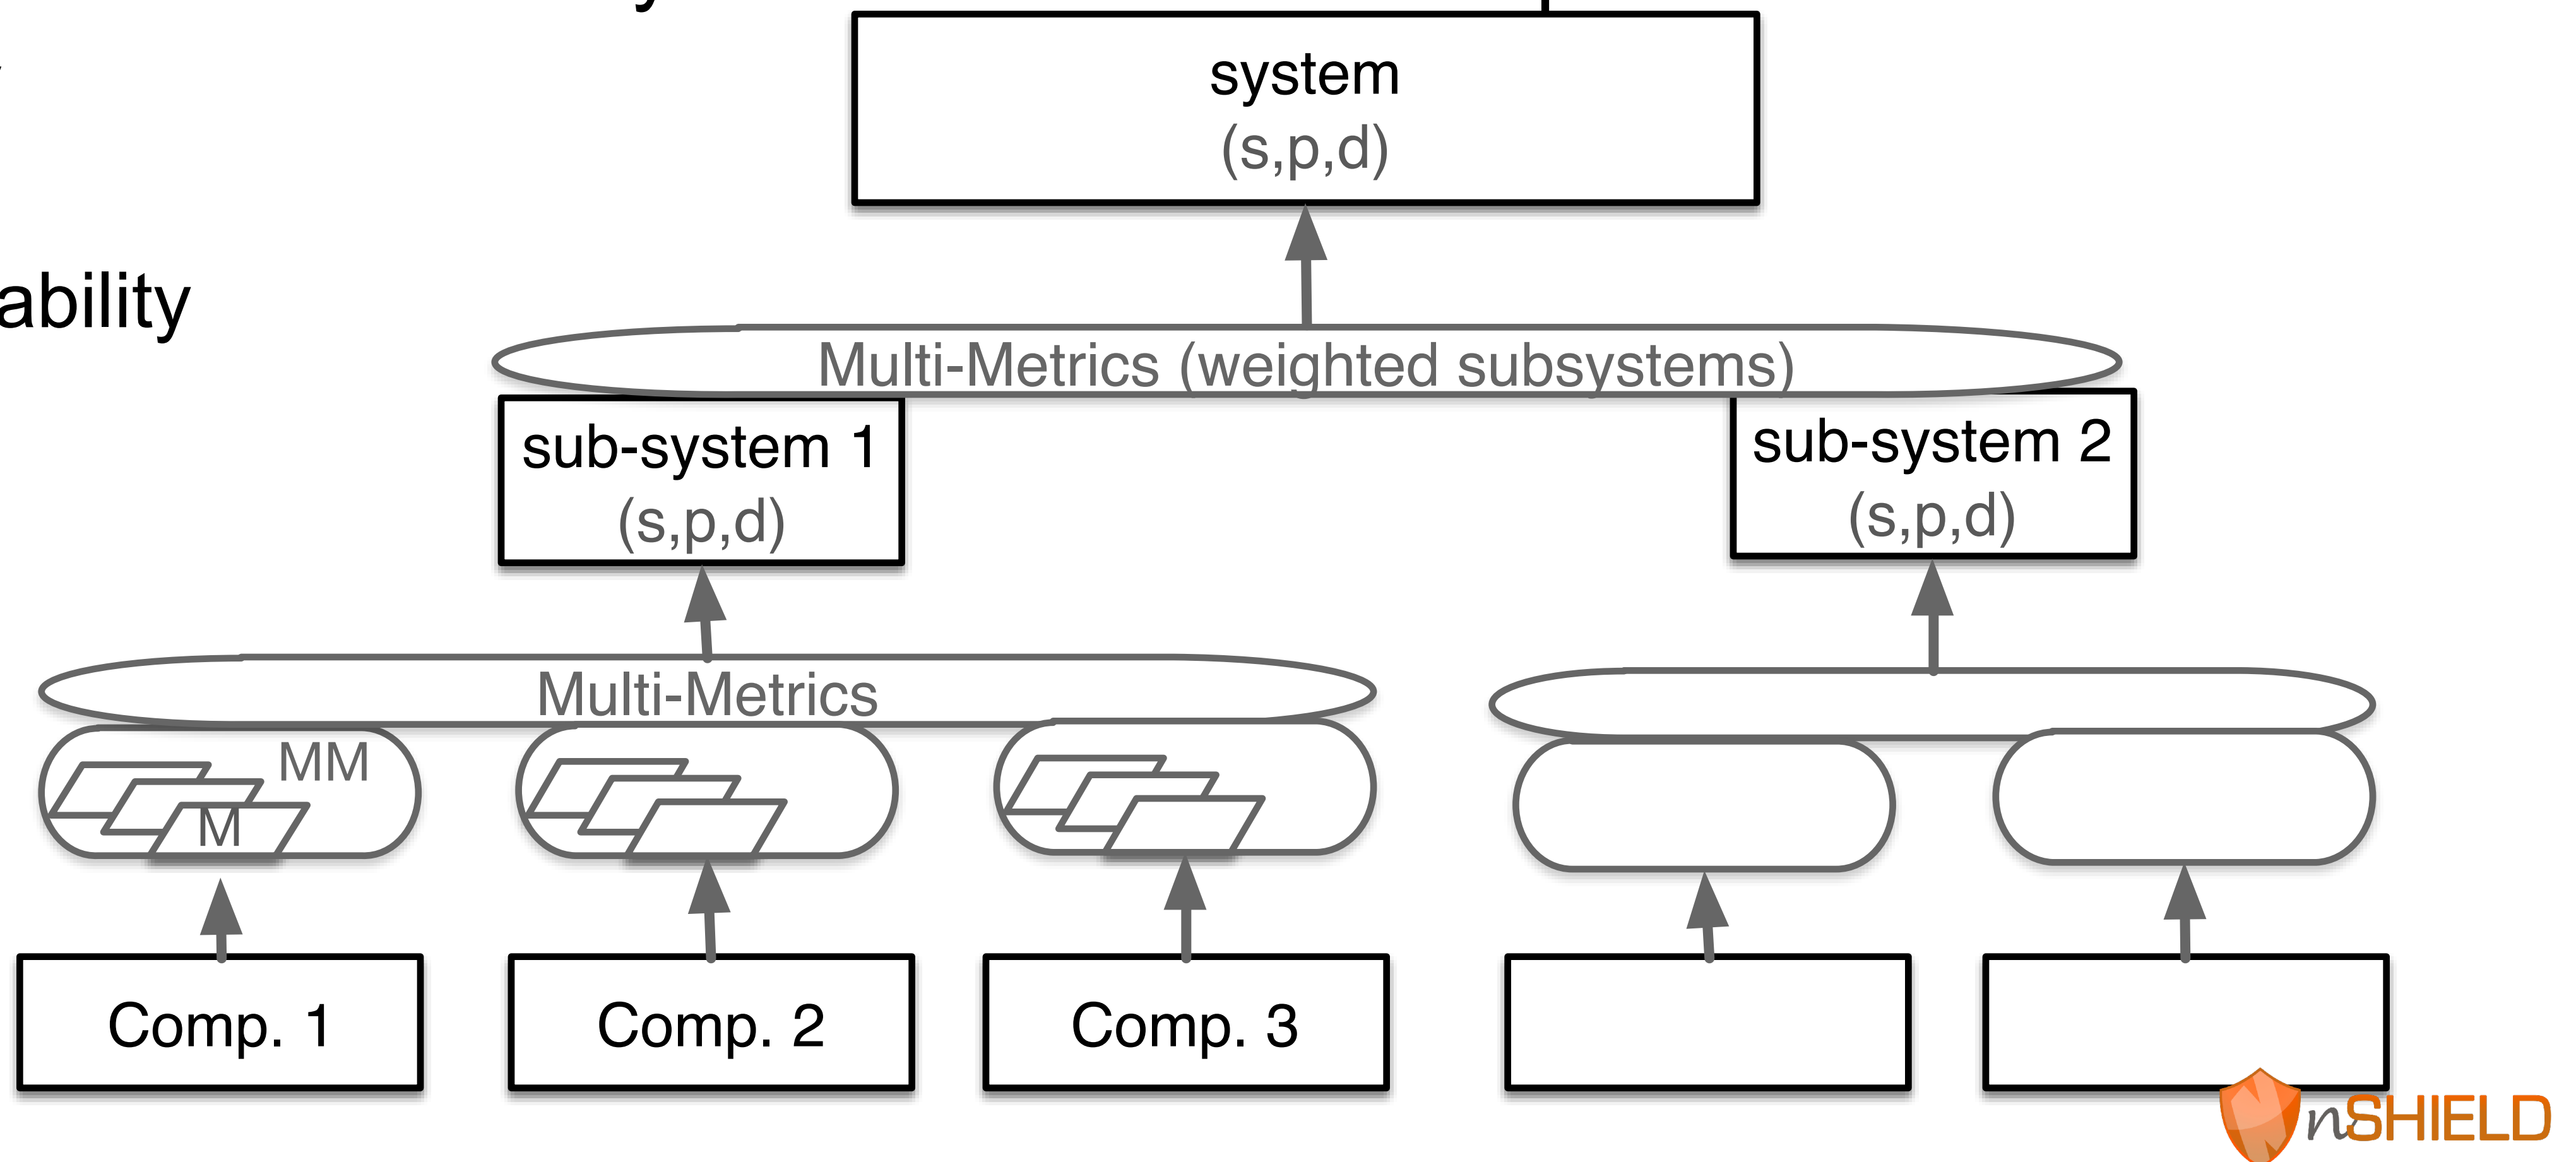 system
(s,p,d)
ability
Multi-Metrics (weighted subsystems)
sub-system 1
(s,p,d)
sub-system 2
(s,p,d)
Multi-Metrics
MM
M
Comp. 1
Comp. 2
Comp. 3
nSHIELD